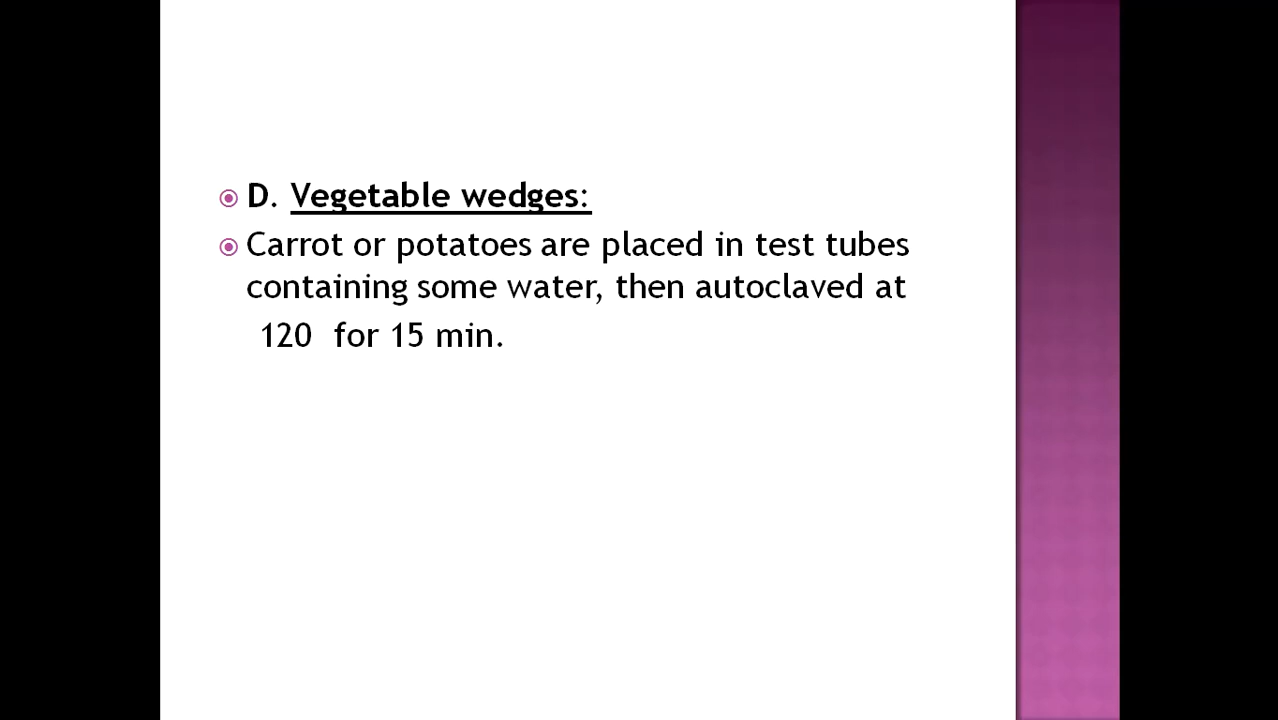 D. Vegetable wedges:
Carrot or potatoes are placed in test tubes
containing some water, then autoclaved at
120 for 15 min.